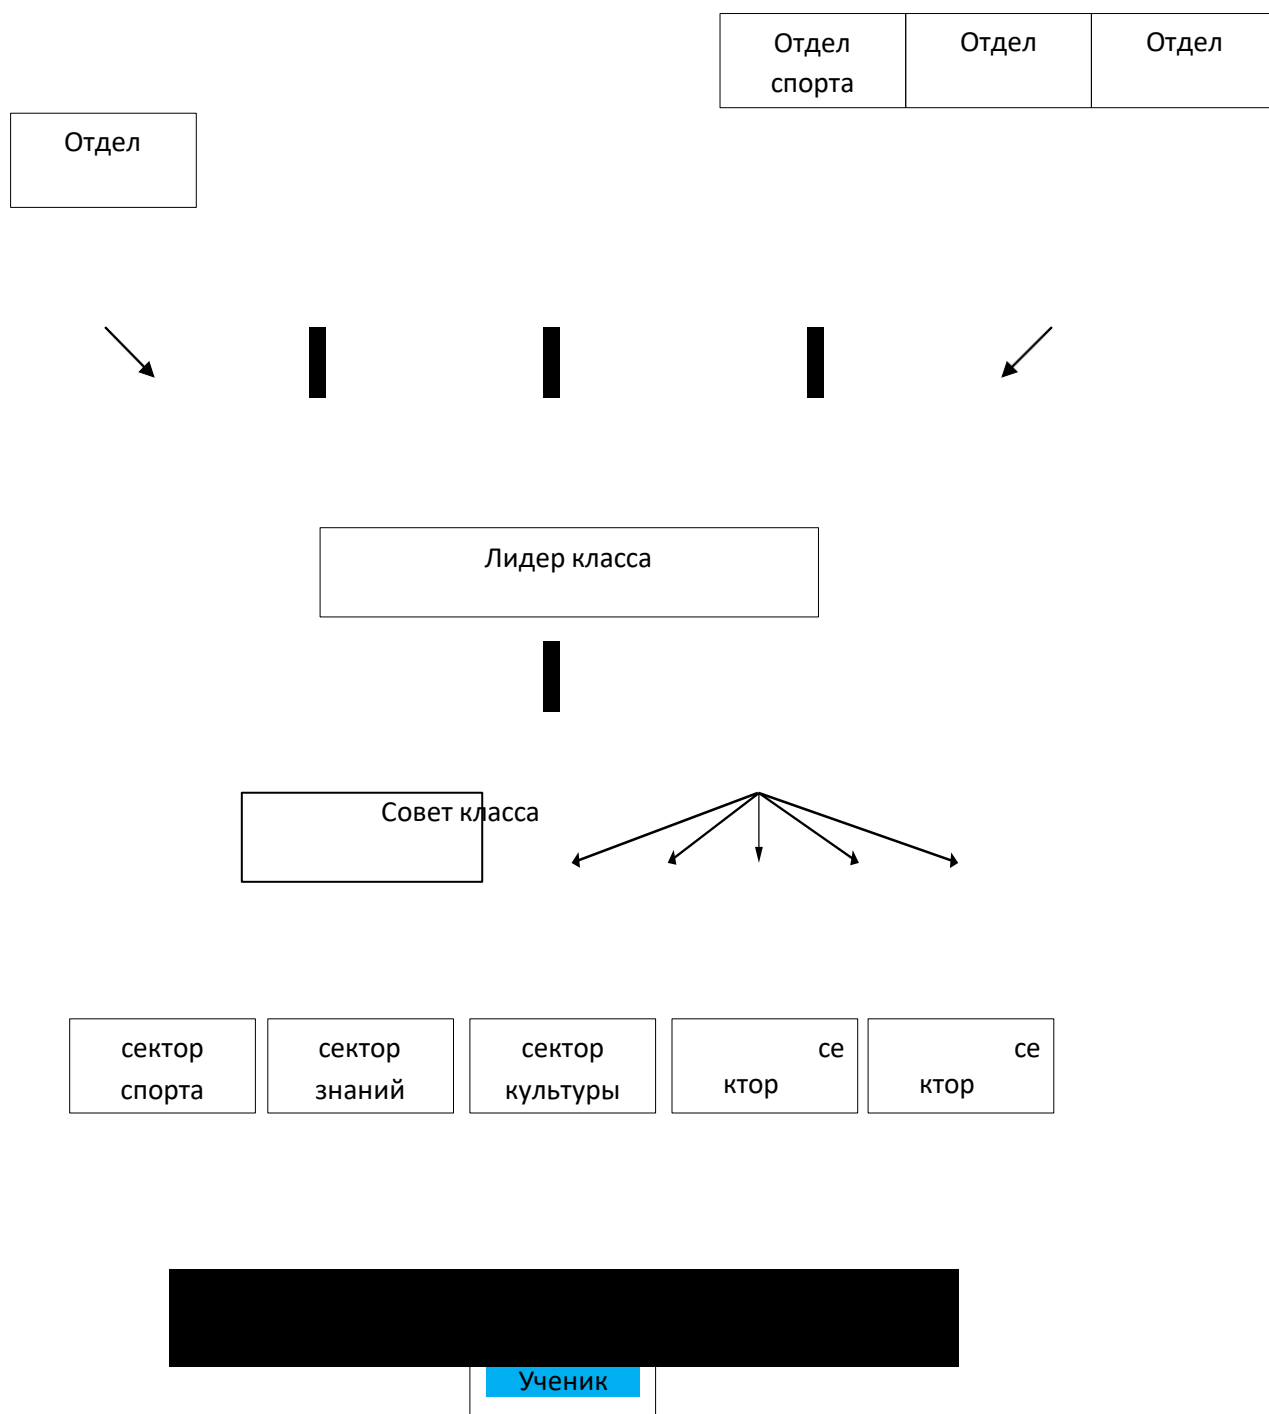 Отдел
спорта
Отдел
Отдел
Отдел
Лидер класса
Совет класса
сектор
спорта
сектор
знаний
сектор
культуры
се
ктор
се
ктор
Ученик